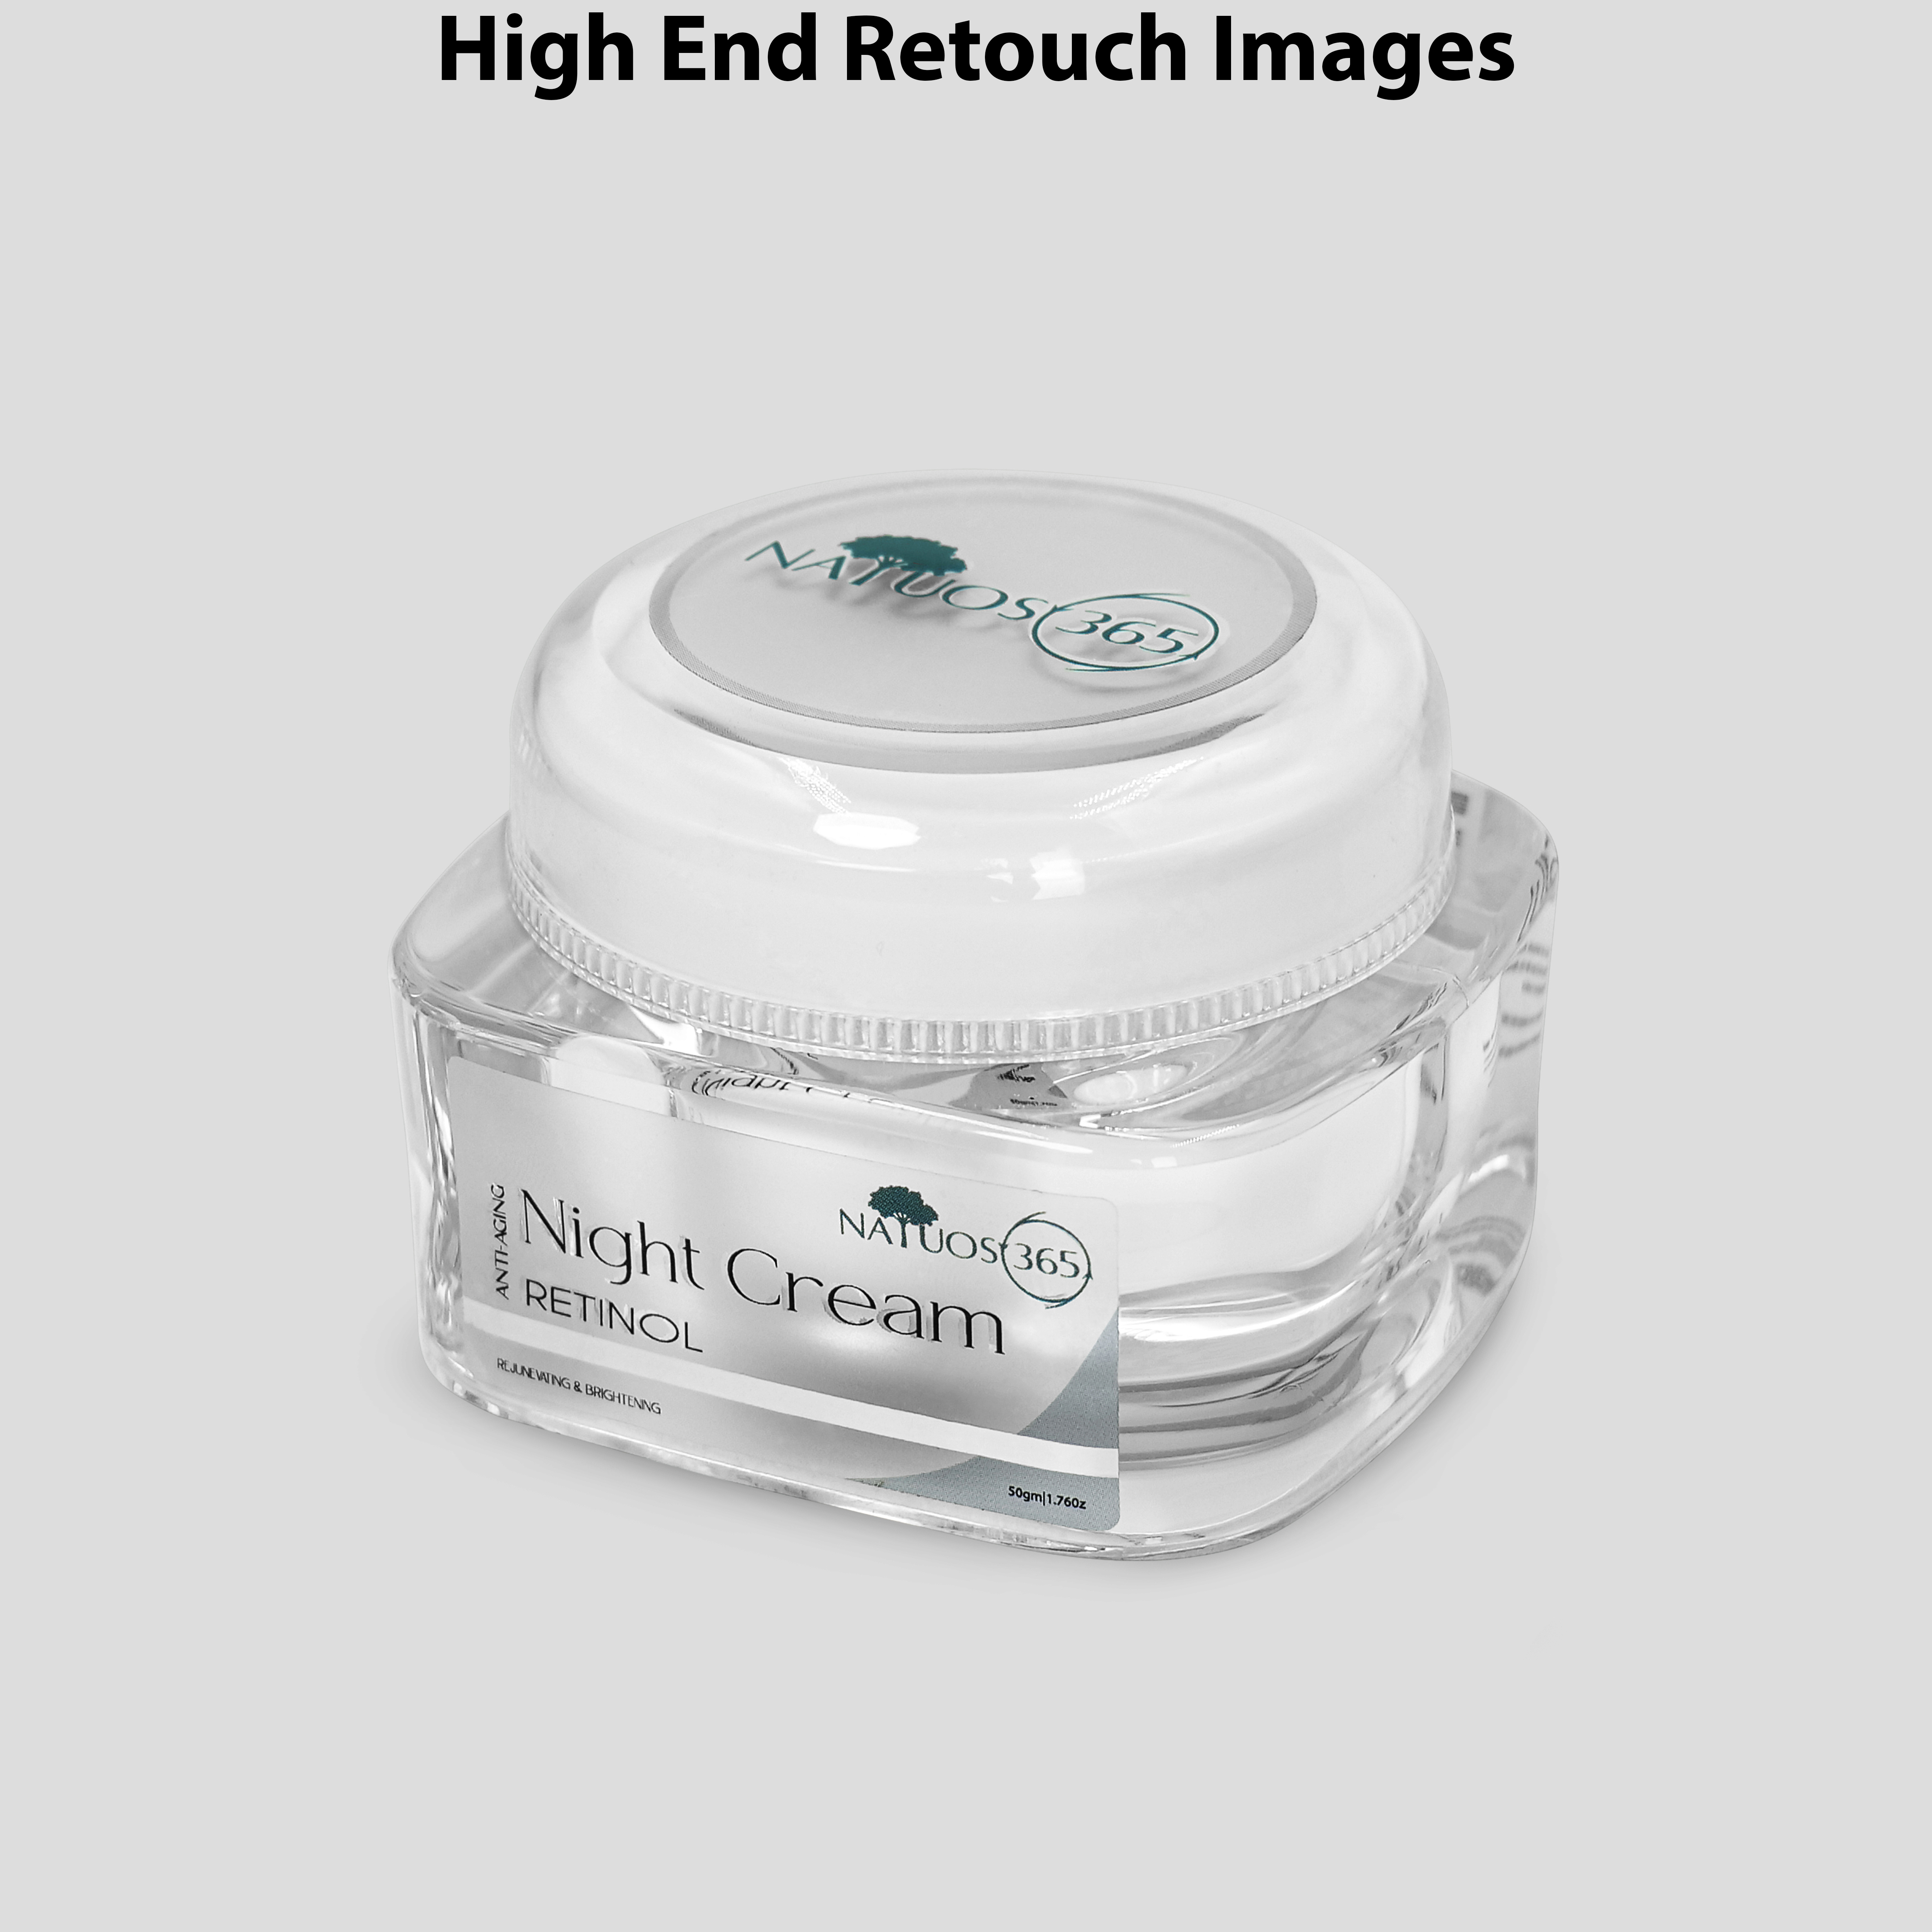 High End Retouch Images
NATUOS 365
ANTI-AGING
Night Cream
NATUOS 365
RETINOL
REJUNEVATING & BRIGHTENING
50gm|1.760z